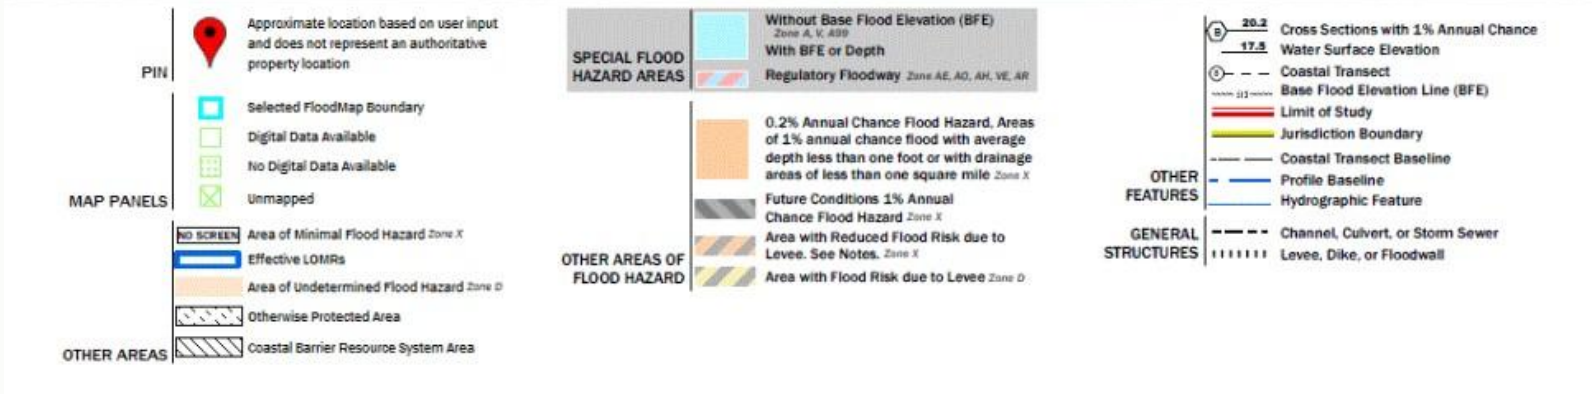 PIN
Approximate location based on user input
and does not represent an authoritative
property location
MAP PANELS
Selected FloodMap Boundary
Digital Data Available
No Digital Data Available
Unmapped
OTHER AREAS
NO SCREEN Area of Minimal Flood Hazard Zone X
Effective LOMRs
Area of Undetermined Flood Hazard Zone D
Otherwise Protected Area
Coastal Barrier Resource System Area
SPECIAL FLOOD
HAZARD AREAS
Without Base Flood Elevation (BFE)
Zone A, V, A99
With BFE or Depth
Regulatory Floodway Zone AE, AO, AH, VE, AR
OTHER AREAS OF
FLOOD HAZARD
0.2% Annual Chance Flood Hazard, Areas
of 1% annual chance flood with average
depth less than one foot or with drainage
areas of less than one square mile Zone X
Future Conditions 1% Annual
Chance Flood Hazard Zone X
Area with Reduced Flood Risk due to
Levee. See Notes. Zone X
Area with Flood Risk due to Levee Zone D
OTHER
FEATURES
B 20.2 Cross Sections with 1% Annual Chance
17.5 Water Surface Elevation
Coastal Transect
Base Flood Elevation Line (BFE)
Limit of Study
Jurisdiction Boundary
Coastal Transect Baseline
Profile Baseline
Hydrographic Feature
GENERAL
STRUCTURES
Channel, Culvert, or Storm Sewer
Levee, Dike, or Floodwall